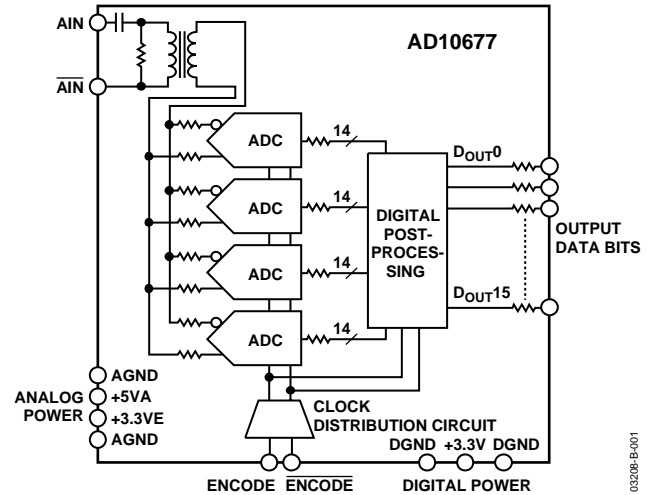 AIN
AIN
AD10677
ADC
14
ADC
14
ADC
14
ADC
14
DIGITAL
POST-
PROCES-
SING
DOUT0
DOUT15
OUTPUT
DATA BITS
ANALOG
POWER
AGND
+5VA
+3.3VE
AGND
CLOCK
DISTRIBUTION CIRCUIT
DGND +3.3V DGND
ENCODE ENCODE
DIGITAL POWER
03208-B-001